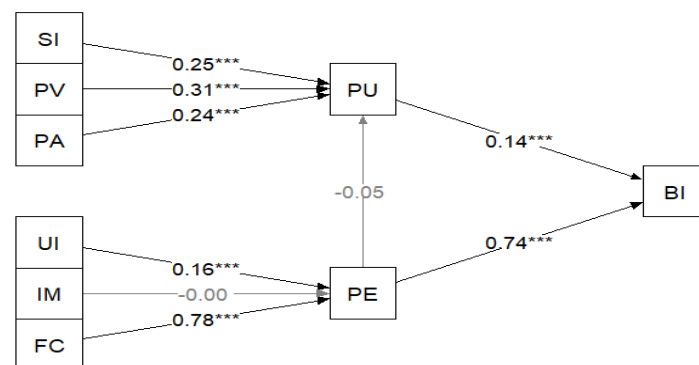 SI
0.25***
PV
0.31***
PU
PA
0.24***
0.14***
-0.05
BI
UI
0.74***
0.16***
IM
-0.00
PE
0.78***
FC